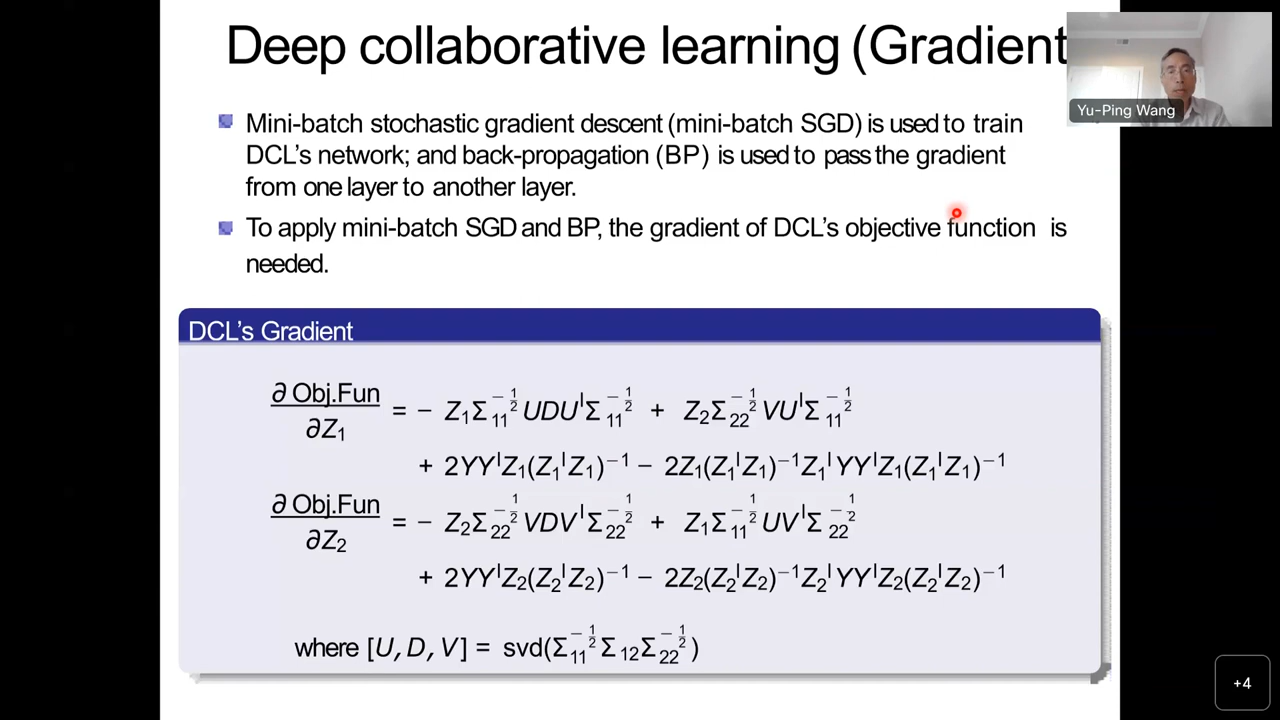 Deep collaborative learning (Gradient
Yu-Ping Wang
Mini-batch stochastic gradient descent (mini-batch SGD) is used to train
DCL's network; and back-propagation (BP) is used to pass the gradient
from one layer to another layer.
To apply mini-batch SGD and BP, the gradient of DCL's objective function is
needed.
DCL's Gradient
∂ Obj.Fun / ∂Z₁ = − Z₁Σ₁₁^{−1/2} UDU^|Σ₁₁^{−1/2} + Z₂Σ₂₂^{−1/2} VU^|Σ₁₁^{−1/2}
+ 2YY^|Z₁(Z₁^|Z₁)^{−1} − 2Z₁(Z₁^|Z₁)^{−1}Z₁^|YY^|Z₁(Z₁^|Z₁)^{−1}
∂ Obj.Fun / ∂Z₂ = − Z₂Σ₂₂^{−1/2} VDV^|Σ₂₂^{−1/2} + Z₁Σ₁₁^{−1/2} UV^|Σ₂₂^{−1/2}
+ 2YY^|Z₂(Z₂^|Z₂)^{−1} − 2Z₂(Z₂^|Z₂)^{−1}Z₂^|YY^|Z₂(Z₂^|Z₂)^{−1}
where [U, D, V] = svd(Σ₁₁^{−1/2}Σ₁₂Σ₂₂^{−1/2})
+4